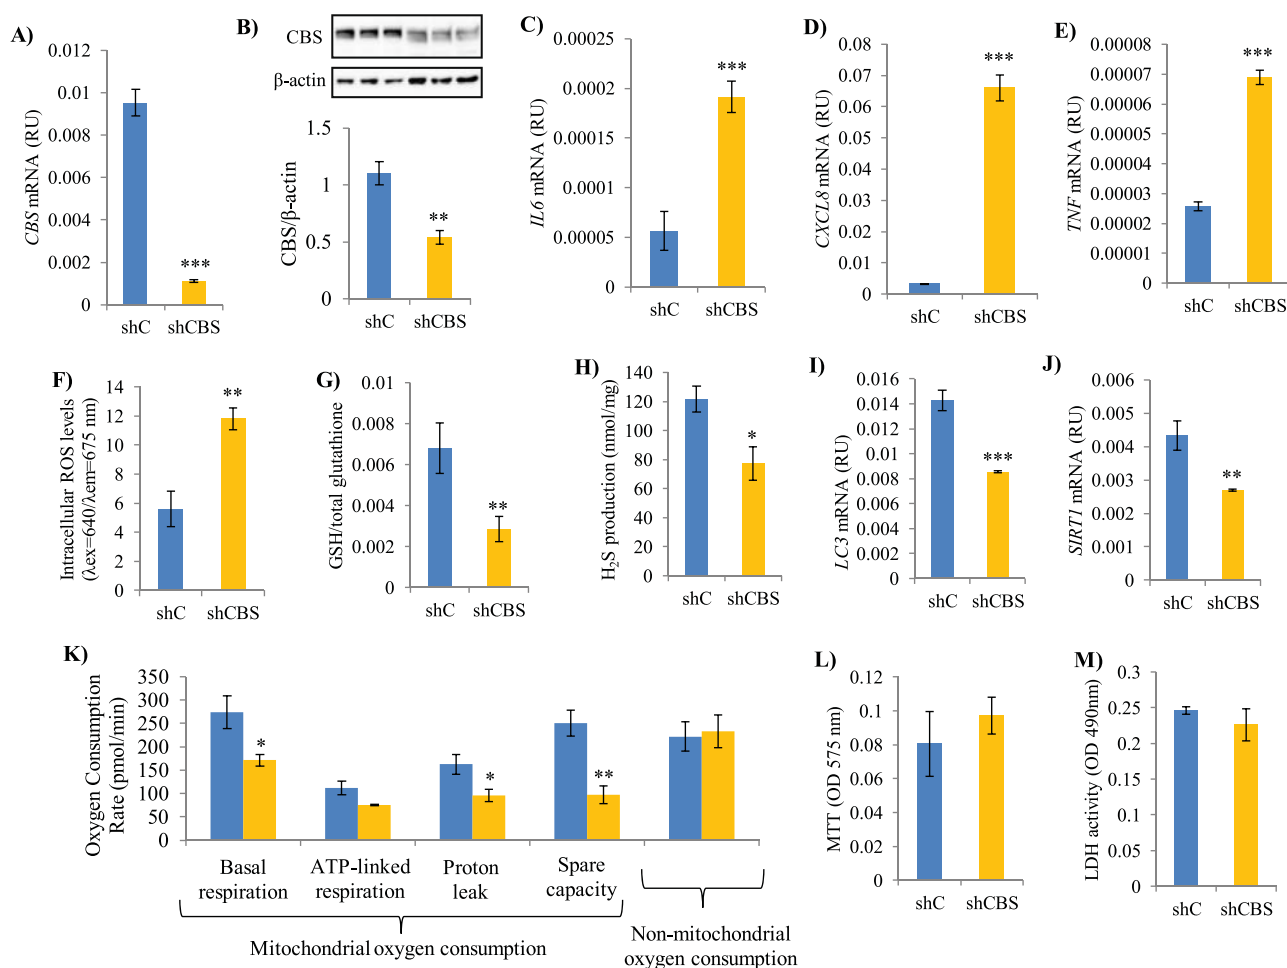 A)
CBS mRNA (RU)
0.012
0.01
0.008
0.006
0.004
0.002
0
***
shC shCBS
B)
CBS
β-actin
CBS/β-actin
1.5
1
0.5
0
**
shC shCBS
C)
IL6 mRNA (RU)
0.00025
0.0002
0.00015
0.0001
0.00005
0
***
shC shCBS
D)
CXCL8 mRNA (RU)
0.08
0.07
0.06
0.05
0.04
0.03
0.02
0.01
0.00
***
shC shCBS
E)
TNF mRNA (RU)
0.00008
0.00007
0.00006
0.00005
0.00004
0.00003
0.00002
0.00001
0
***
shC shCBS
F)
Intracellular ROS levels
(λex=640/λem=675 nm)
14
12
10
8
6
4
2
0
**
shC shCBS
G)
GSH/total glutathione
0.01
0.008
0.006
0.004
0.002
0
**
shC shCBS
H)
H₂S production (nmol/mg)
140
120
100
80
60
40
20
0
*
shC shCBS
I)
LC3 mRNA (RU)
0.016
0.014
0.012
0.01
0.008
0.006
0.004
0.002
0
***
shC shCBS
J)
SIRT1 mRNA (RU)
0.006
0.005
0.004
0.003
0.002
0.001
0
**
shC shCBS
K)
Oxygen Consumption
Rate (pmol/min)
350
300
250
200
150
100
50
0
*
*
**
Basal
respiration
ATP-linked
respiration
Proton
leak
Spare
capacity
Mitochondrial oxygen consumption
Non-mitochondrial
oxygen consumption
L)
MTT (OD 575 nm)
0.12
0.1
0.08
0.06
0.04
0.02
0
shC shCBS
M)
LDH activity (OD 490nm)
0.3
0.25
0.2
0.15
0.1
0.05
0
shC shCBS